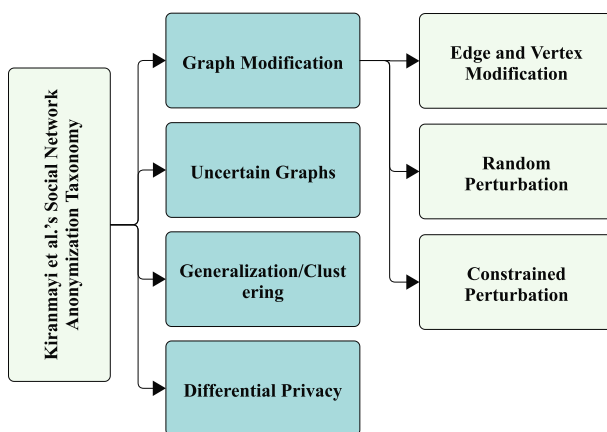 Kiranmayi et al.'s Social Network
Anonymization Taxonomy
Graph Modification
Uncertain Graphs
Generalization/Clust
ering
Differential Privacy
Edge and Vertex
Modification
Random
Perturbation
Constrained
Perturbation